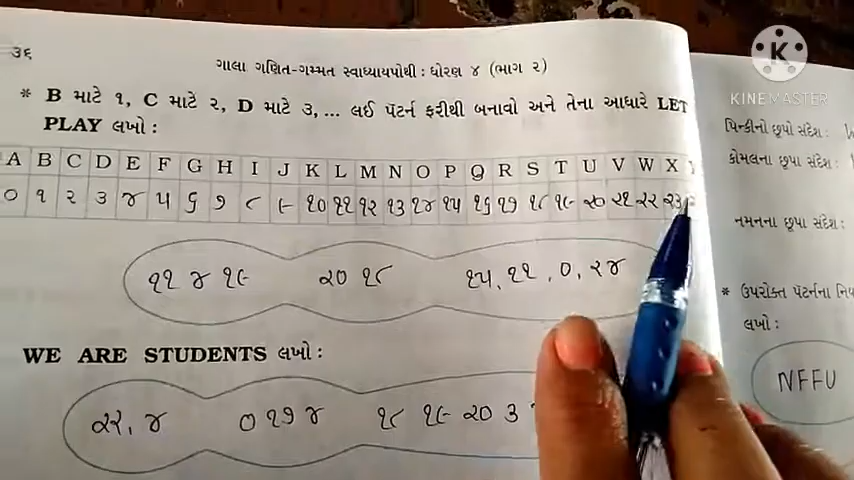 ૩૬
ગાલા ગણિત-ગમ્મત સ્વાધ્યાયપોથી : ધોરણ ૪ (ભાગ ૨)
* B માટે ૧, C માટે ૨, D માટે ૩, ... લઈ પૅટર્ન ફરીથી બનાવો અને તેના આધારે LET
PLAY લખો :
A B C D E F G H I J K L M N O P Q R S T U V W X
૦ ૧ ૨ ૩ ૪ ૫ ૬ ૭ ૮ ૯ ૧૦ ૧૧ ૧૨ ૧૩ ૧૪ ૧૫ ૧૬ ૧૭ ૧૮ ૧૯ ૨૦ ૨૧ ૨૨ ૨૩
૧૧ ૪ ૧૯ ૨૦ ૧૮ ૧૫, ૧૧, ૦, ૨૪
WE ARE STUDENTS લખો :
૨૨, ૪ ૦ ૧૭ ૪ ૧૮ ૧૯ ૨૦ ૩
KINEMASTER
પિન્કીનો છૂપો સંદેશ :
કોમલના છૂપા સંદેશ :
નમનના છૂપા સંદેશ :
* ઉપરોક્ત પૅટર્નના
લખો :
NFFU